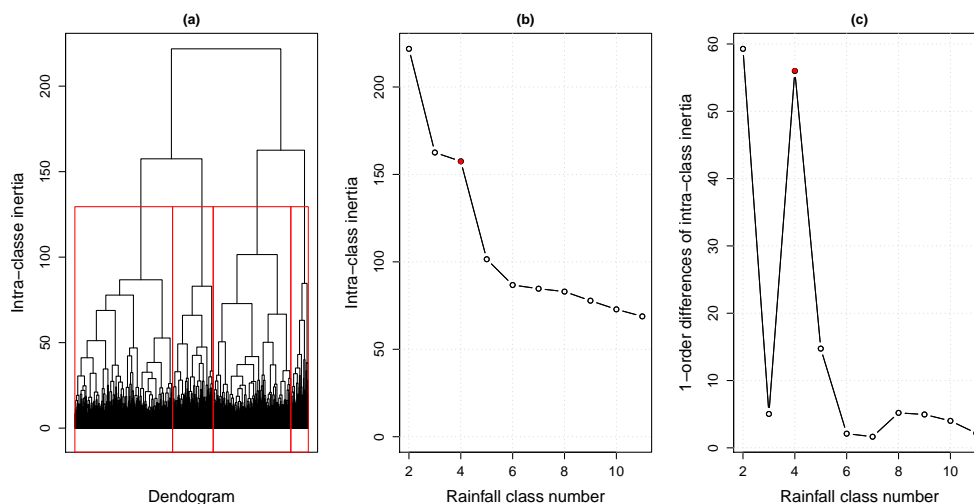 (a)
Intra−classe inertia
200
150
100
50
0
Dendogram
(b)
Intra−class inertia
200
150
100
50
0
2 4 6 8 10
Rainfall class number
(c)
1−order differences of intra−class inertia
60
50
40
30
20
10
0
2 4 6 8 10
Rainfall class number